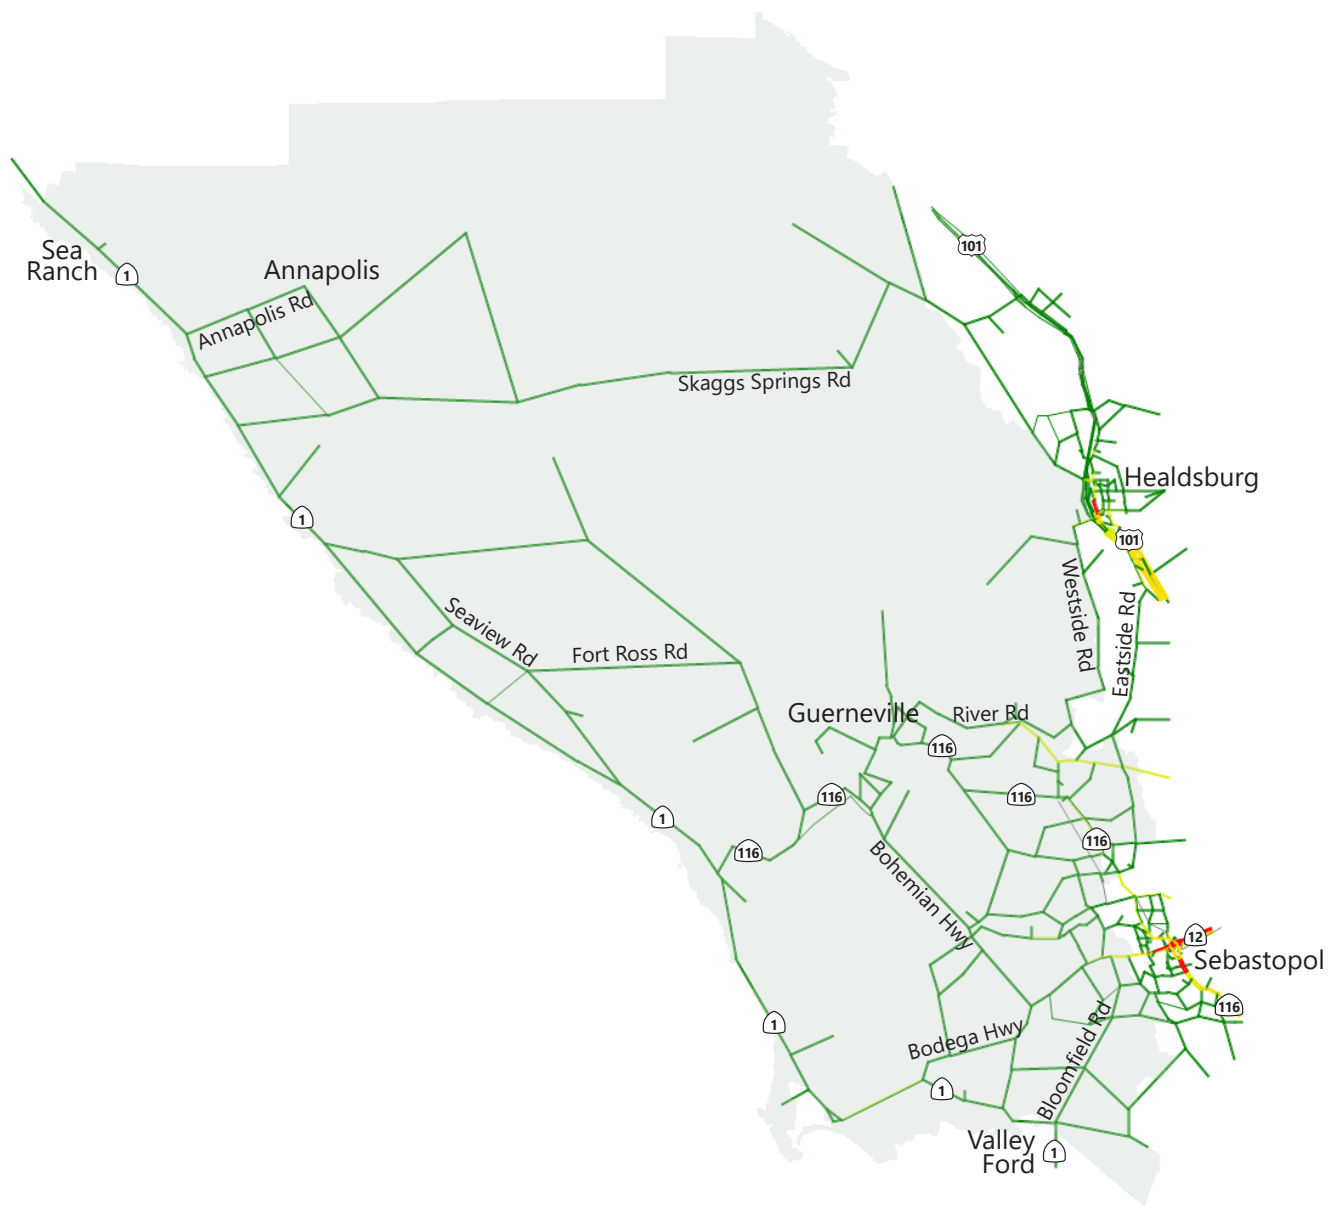 101
Sea
Ranch
1
Annapolis
Annapolis Rd
Skaggs Springs Rd
Healdsburg
1
101
Westside Rd
Eastside Rd
Seaview Rd
Fort Ross Rd
Guerneville
River Rd
116
116
116
1
116
116
Bohemian Hwy
12
Sebastopol
116
1
Bodega Hwy
Bloomfield Rd
1
Valley
Ford
1